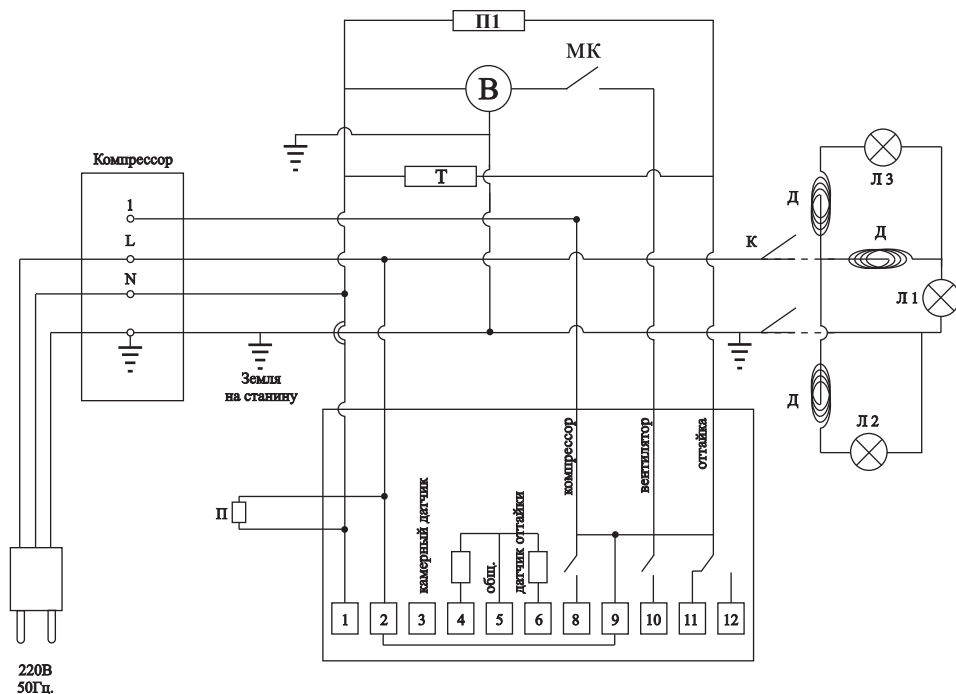 П1
МК
В
Компрессор
Т
Л 3
1
Д
L
К
Д
N
Л 1
Земля
на станину
Д
Л 2
компрессор
вентилятор
оттайка
камерный датчик
датчик оттайки
общ.
П
1 2 3 4 5 6 8 9 10 11 12
220В
50Гц.